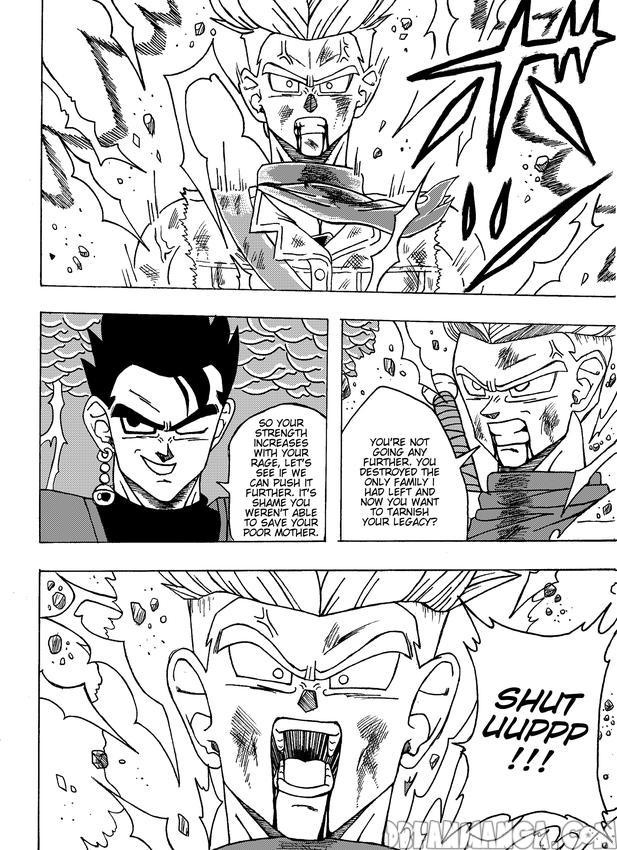 YOU'RE NOT
GOING ANY
FURTHER. YOU
DESTROYED THE
ONLY FAMILY I
HAD LEFT AND
NOW YOU WANT
TO TARNISH
YOUR LEGACY?
SO YOUR
STRENGTH
INCREASES
WITH YOUR
RAGE, LET'S
SEE IF WE
CAN PUSH IT
FURTHER. IT'S
SHAME YOU
WEREN'T ABLE
TO SAVE YOUR
POOR MOTHER.
SHUT
UUPPP
!!!
DBFANMANGA.COM